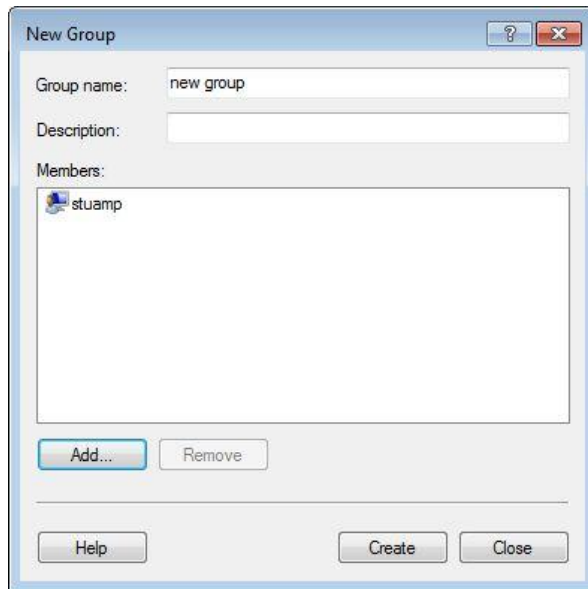 New Group
Group name: new group
Description:
Members:
stuamp
Add... Remove
Help Create Close